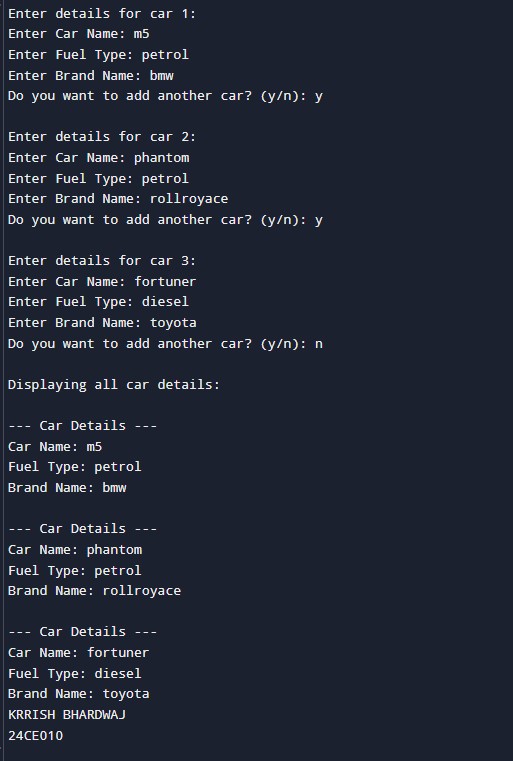 Enter details for car 1:
Enter Car Name: m5
Enter Fuel Type: petrol
Enter Brand Name: bmw
Do you want to add another car? (y/n): y
Enter details for car 2:
Enter Car Name: phantom
Enter Fuel Type: petrol
Enter Brand Name: rollroyace
Do you want to add another car? (y/n): y
Enter details for car 3:
Enter Car Name: fortuner
Enter Fuel Type: diesel
Enter Brand Name: toyota
Do you want to add another car? (y/n): n
Displaying all car details:
--- Car Details ---
Car Name: m5
Fuel Type: petrol
Brand Name: bmw
--- Car Details ---
Car Name: phantom
Fuel Type: petrol
Brand Name: rollroyace
--- Car Details ---
Car Name: fortuner
Fuel Type: diesel
Brand Name: toyota
KRRISH BHARDWAJ
24CE010